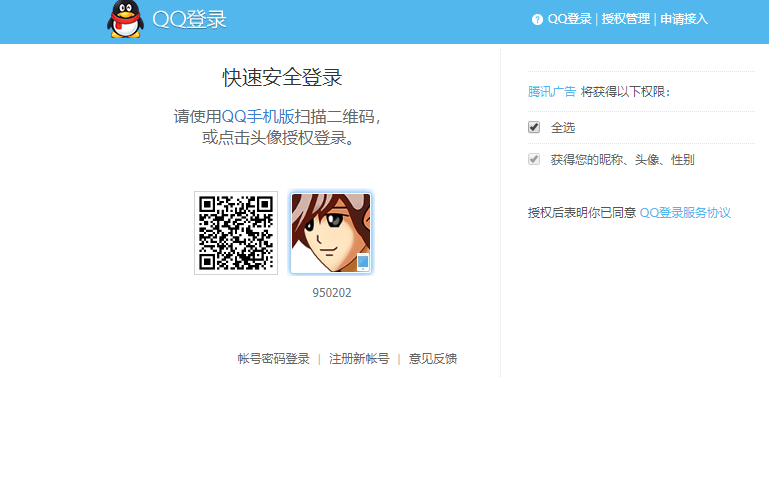 QQ登录
QQ登录 | 授权管理 | 申请接入
快速安全登录
请使用QQ手机版扫描二维码，
或点击头像授权登录。
950202
帐号密码登录 | 注册新帐号 | 意见反馈
腾讯广告 将获得以下权限：
全选
获得您的昵称、头像、性别
授权后表明你已同意 QQ登录服务协议